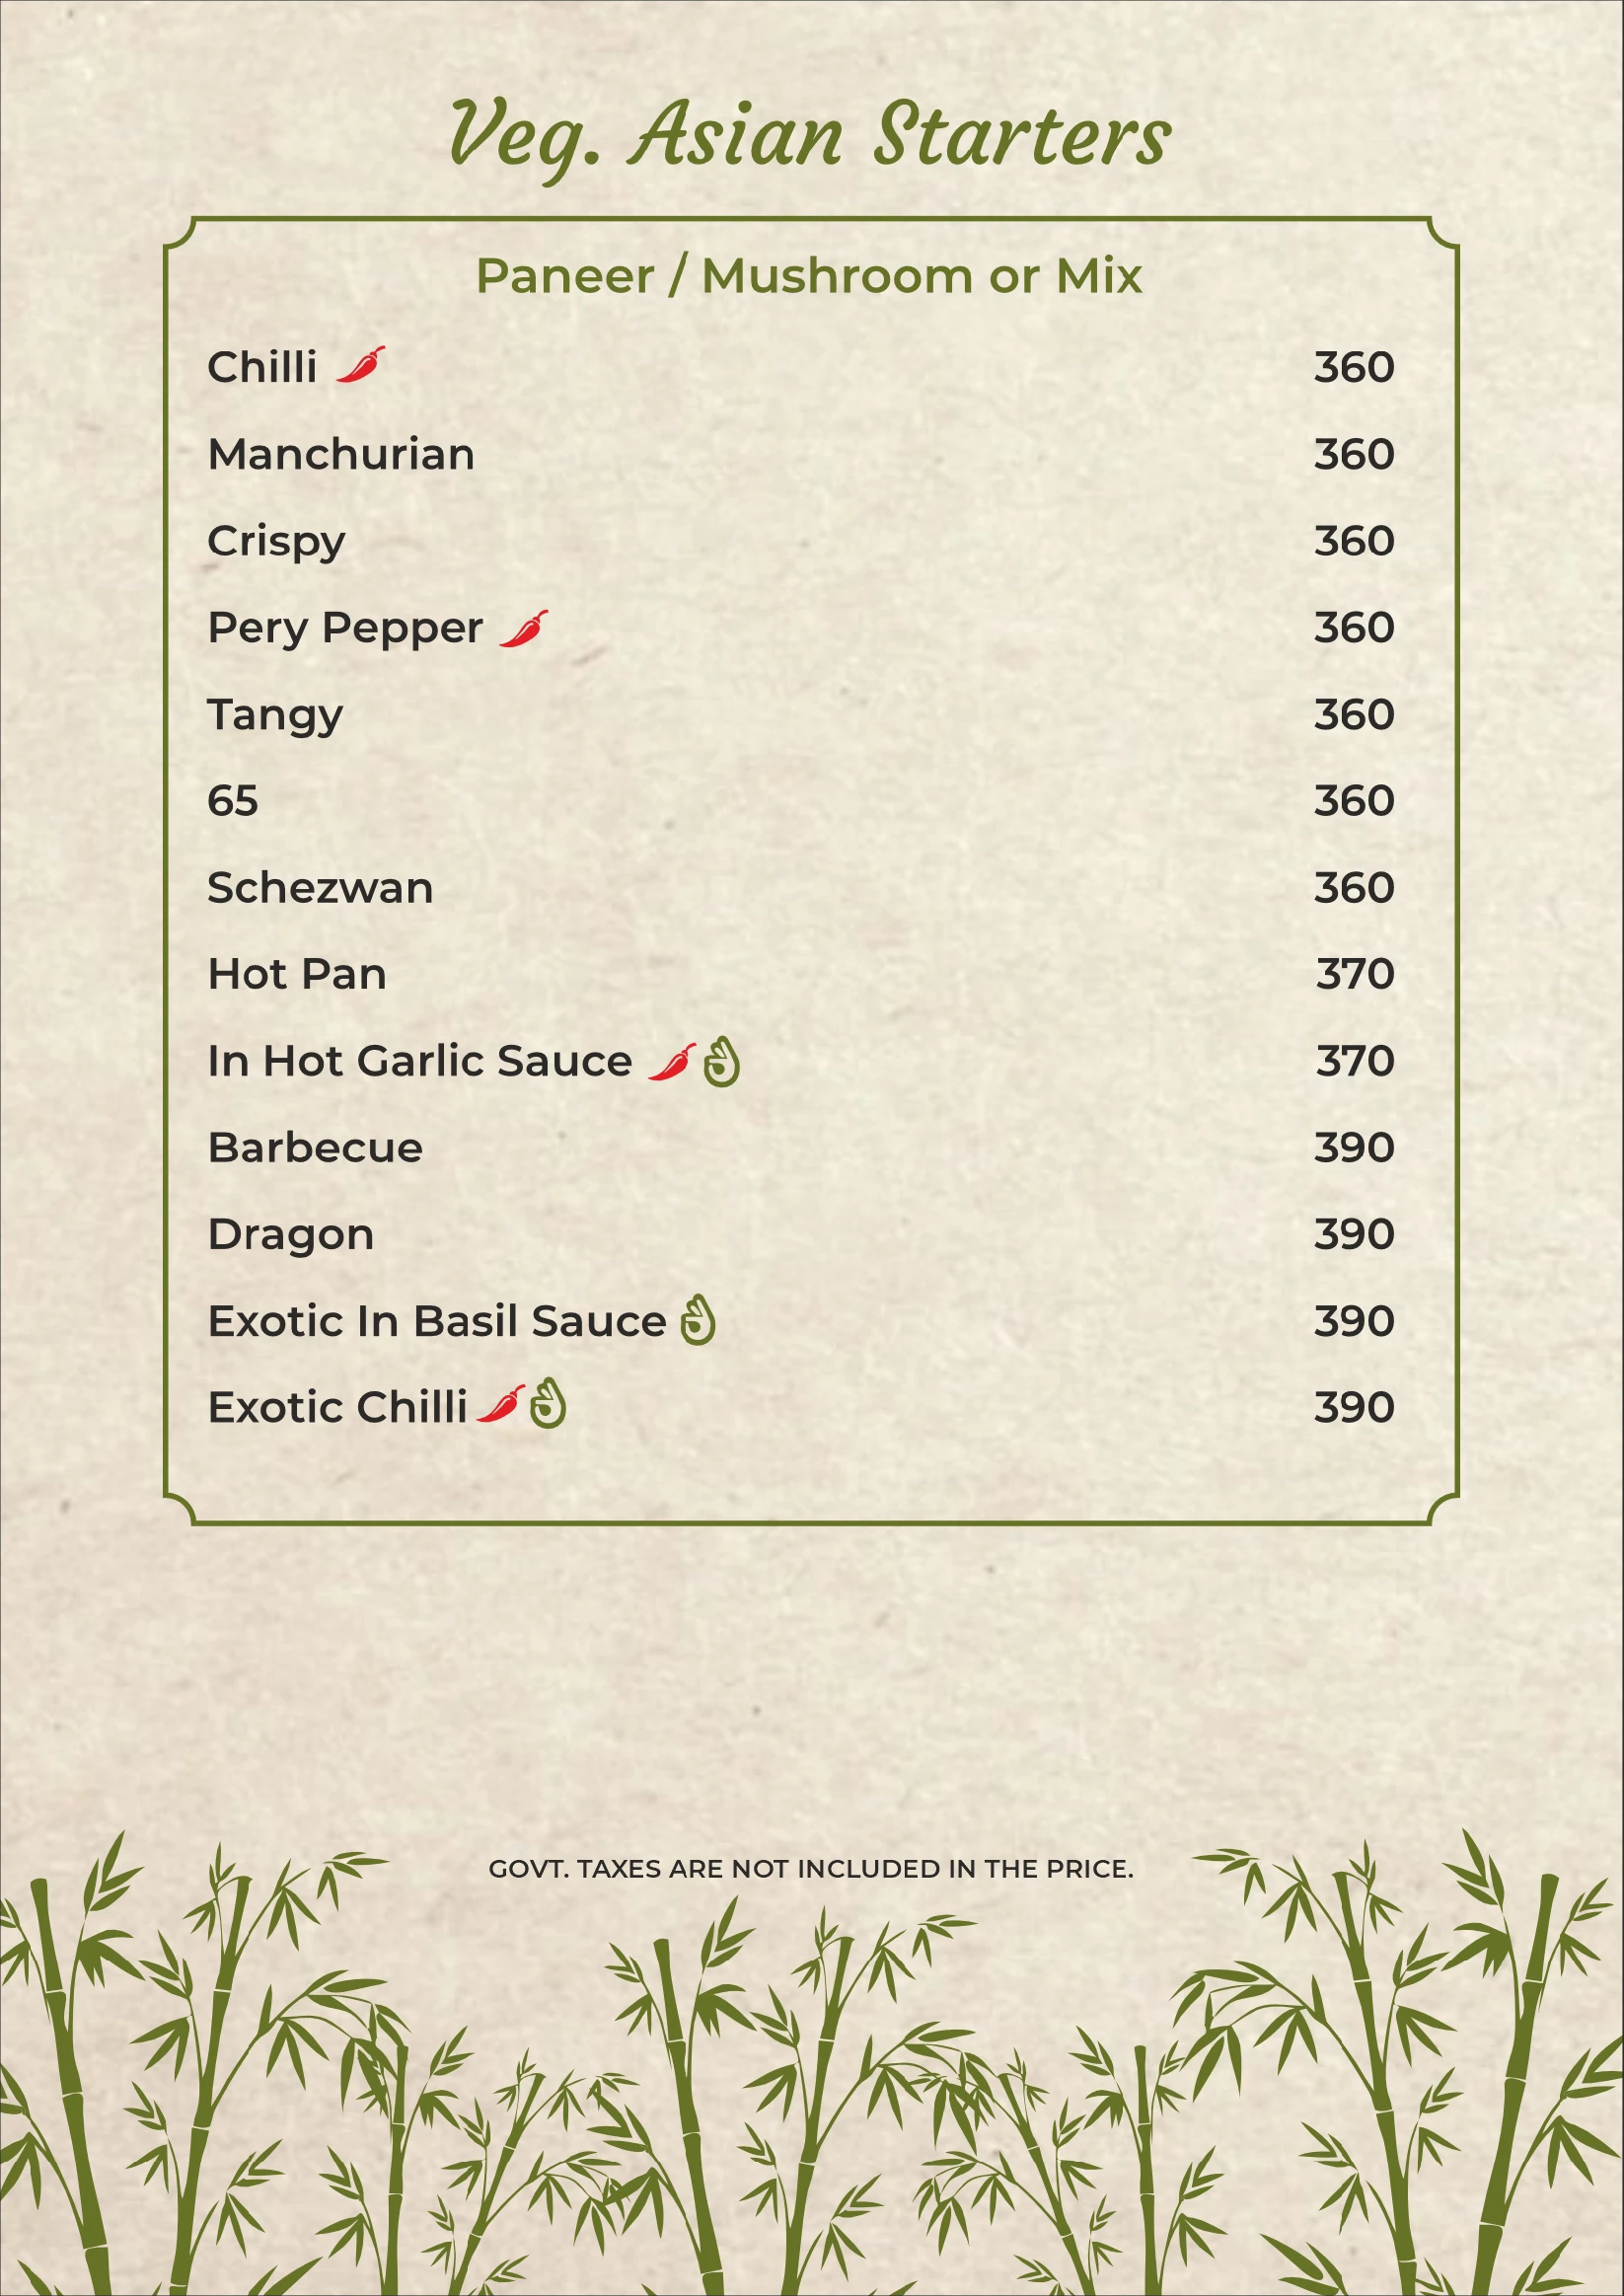 Veg. Asian Starters
Paneer / Mushroom or Mix
Chilli 360
Manchurian 360
Crispy 360
Pery Pepper 360
Tangy 360
65 360
Schezwan 360
Hot Pan 370
In Hot Garlic Sauce 370
Barbecue 390
Dragon 390
Exotic In Basil Sauce 390
Exotic Chilli 390
GOVT. TAXES ARE NOT INCLUDED IN THE PRICE.